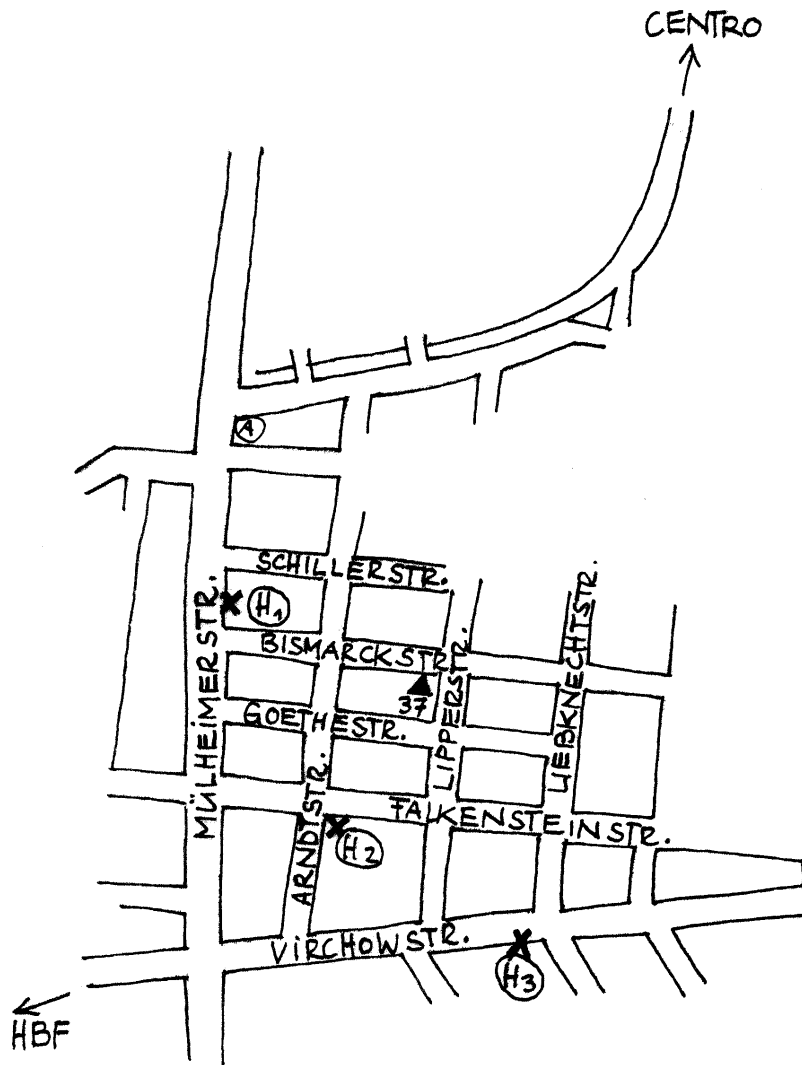 CENTRO
A
SCHILLERSTR.
MÜLHEIMERSTR.
H1
BISMARCKSTR.
37
GOETHESTR.
LIPPERSTR.
LIEBKNECHTSTR.
ARNDTSTR.
FALKENSTEINSTR.
H2
VIRCHOWSTR.
H3
HBF